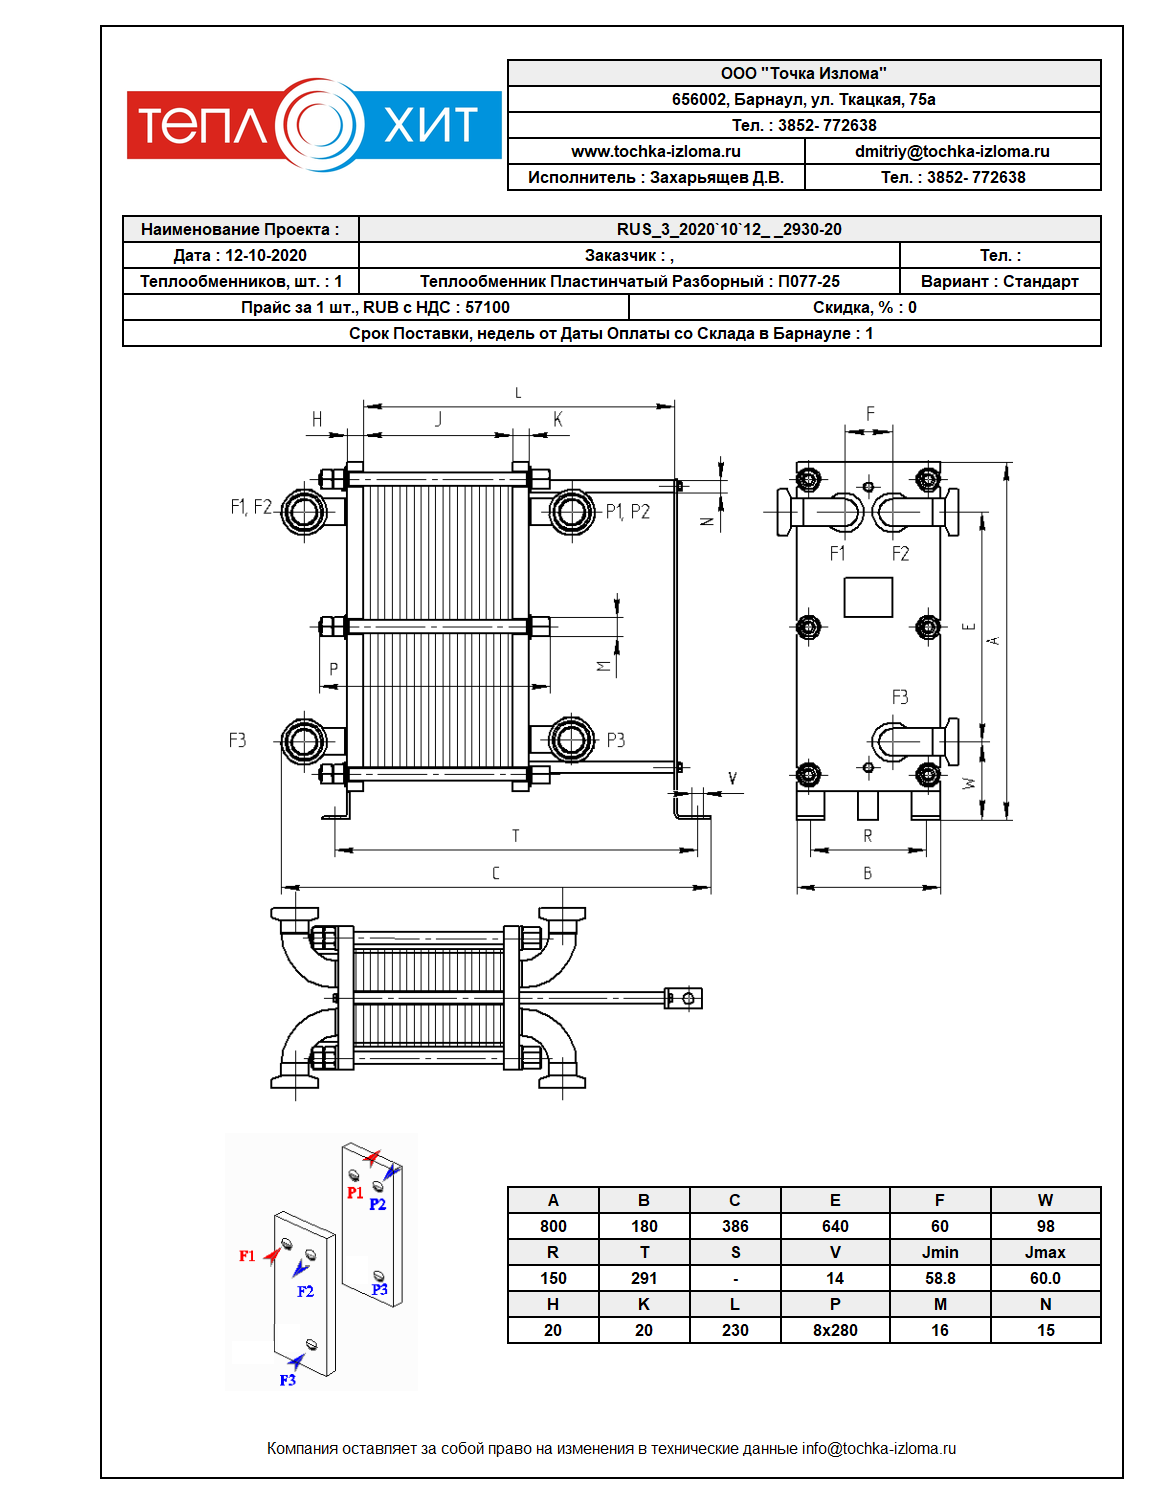 ТЕПЛ ХИТ
ООО "Точка Излома"
656002, Барнаул, ул. Ткацкая, 75а
Тел. : 3852- 772638
www.tochka-izloma.ru dmitriy@tochka-izloma.ru
Исполнитель : Захарьящев Д.В. Тел. : 3852- 772638
Наименование Проекта : RUS_3_2020`10`12_ _2930-20
Дата : 12-10-2020 Заказчик : , Тел. :
Теплообменников, шт. : 1 Теплообменник Пластинчатый Разборный : П077-25 Вариант : Стандарт
Прайс за 1 шт., RUB с НДС : 57100 Скидка, % : 0
Срок Поставки, недель от Даты Оплаты со Склада в Барнауле : 1
L
H J K F
F1, F2 P1, P2 N
F1 F2
E A
P M
F3
F3 P3
V W
T R
C B
P1
P2
F1
F2 P3
F3
A B C E F W
800 180 386 640 60 98
R T S V Jmin Jmax
150 291 - 14 58.8 60.0
H K L P M N
20 20 230 8x280 16 15
Компания оставляет за собой право на изменения в технические данные info@tochka-izloma.ru